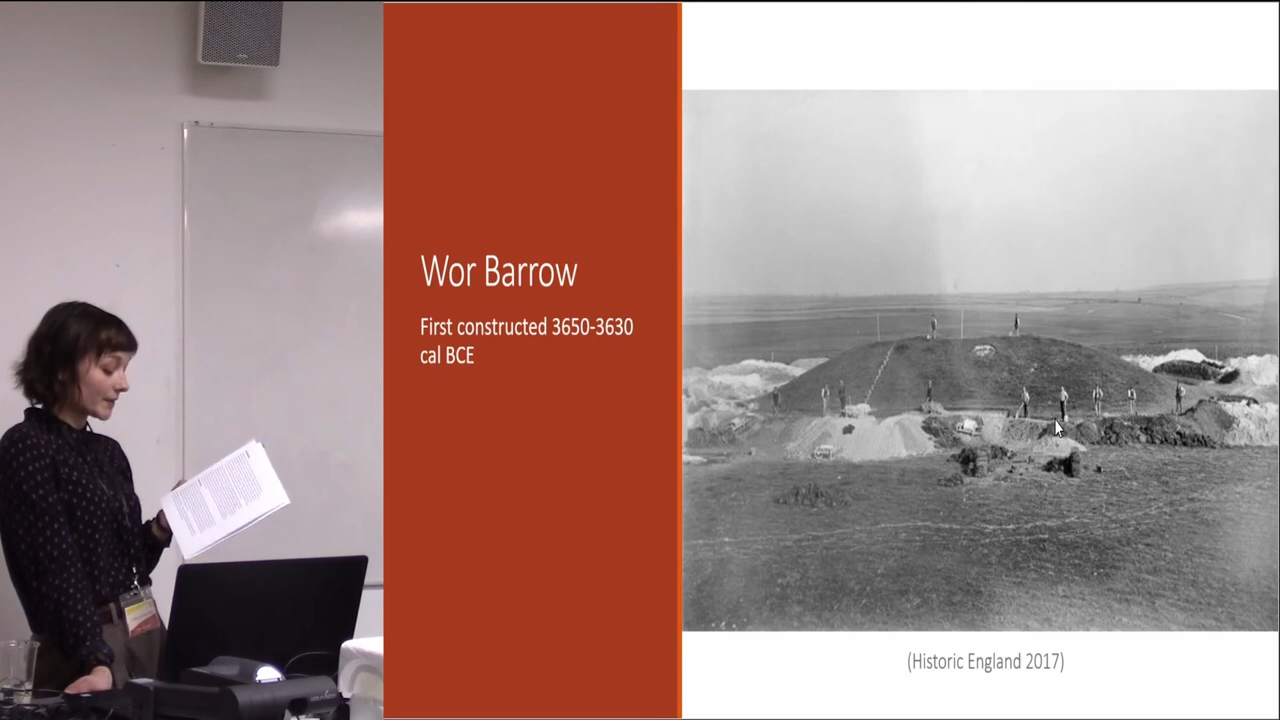 Wor Barrow
First constructed 3650-3630
cal BCE
(Historic England 2017)